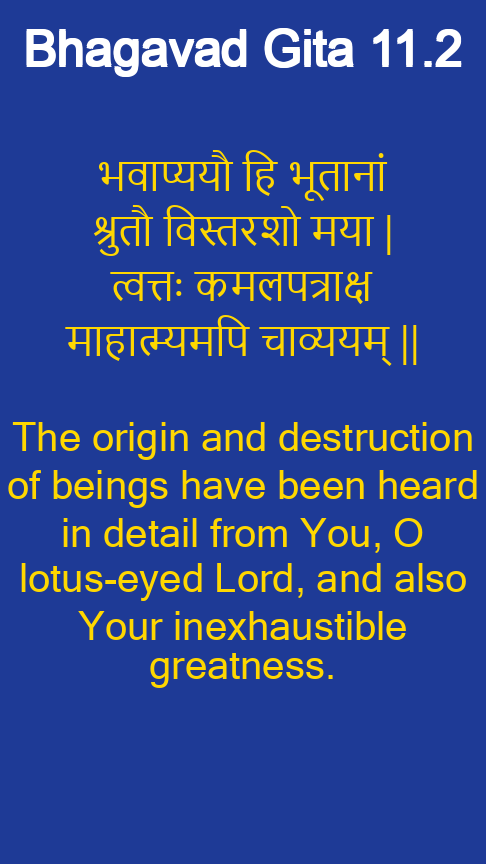 Bhagavad Gita 11.2
भवाप्ययौ हि भूतानां
श्रुतौ विस्तरशो मया |
त्वत्तः कमलपत्राक्ष
माहात्म्यमपि चाव्ययम् ||
The origin and destruction
of beings have been heard
in detail from You, O
lotus-eyed Lord, and also
Your inexhaustible
greatness.